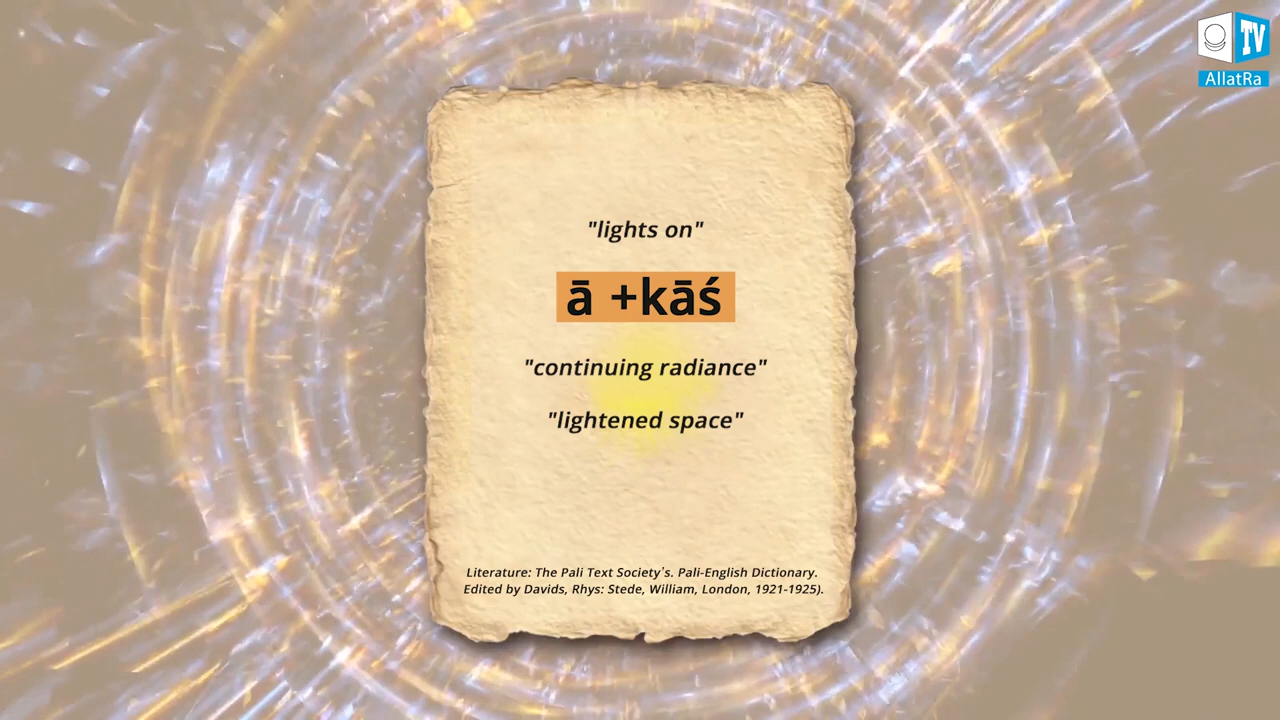 TV
AllatRa
"lights on"
ā +kāś
"continuing radiance"
"lightened space"
Literature: The Pali Text Society's. Pali-English Dictionary.
Edited by Davids, Rhys: Stede, William, London, 1921-1925).